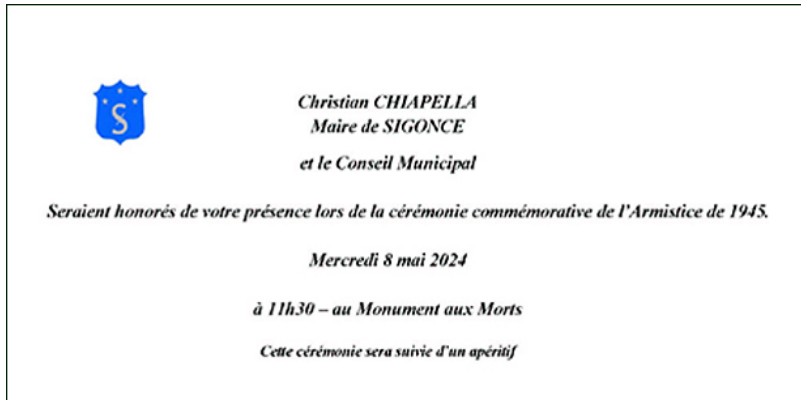 S
Christian CHIAPELLA
Maire de SIGONCE
et le Conseil Municipal
Seraient honorés de votre présence lors de la cérémonie commémorative de l'Armistice de 1945.
Mercredi 8 mai 2024
à 11h30 – au Monument aux Morts
Cette cérémonie sera suivie d'un apéritif